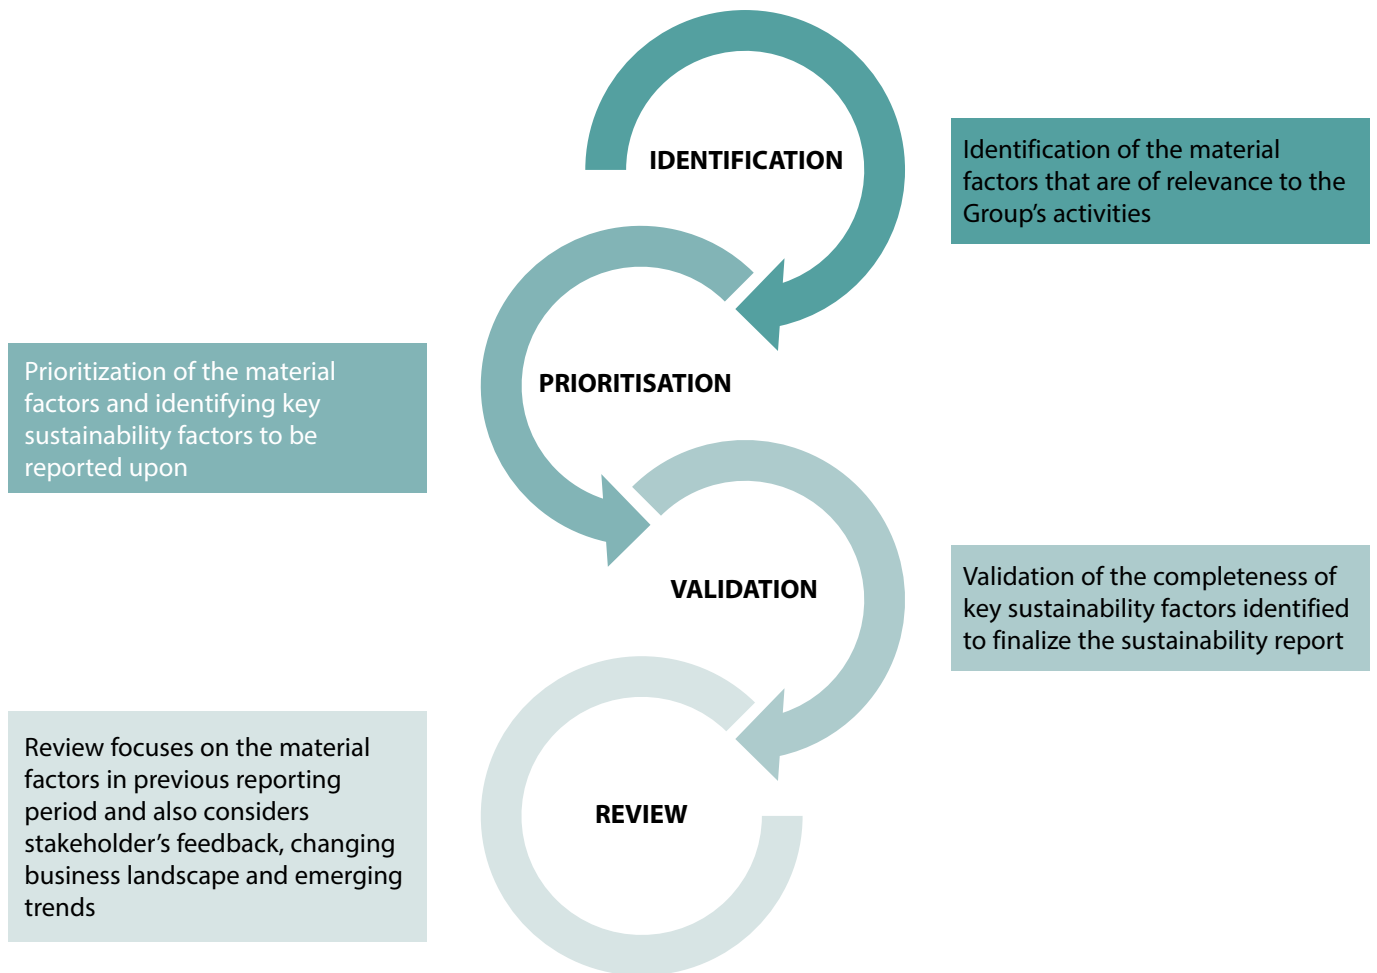 IDENTIFICATION
Identification of the material
factors that are of relevance to the
Group’s activities
PRIORITISATION
Prioritization of the material
factors and identifying key
sustainability factors to be
reported upon
VALIDATION
Validation of the completeness of
key sustainability factors identified
to finalize the sustainability report
REVIEW
Review focuses on the material
factors in previous reporting
period and also considers
stakeholder’s feedback, changing
business landscape and emerging
trends